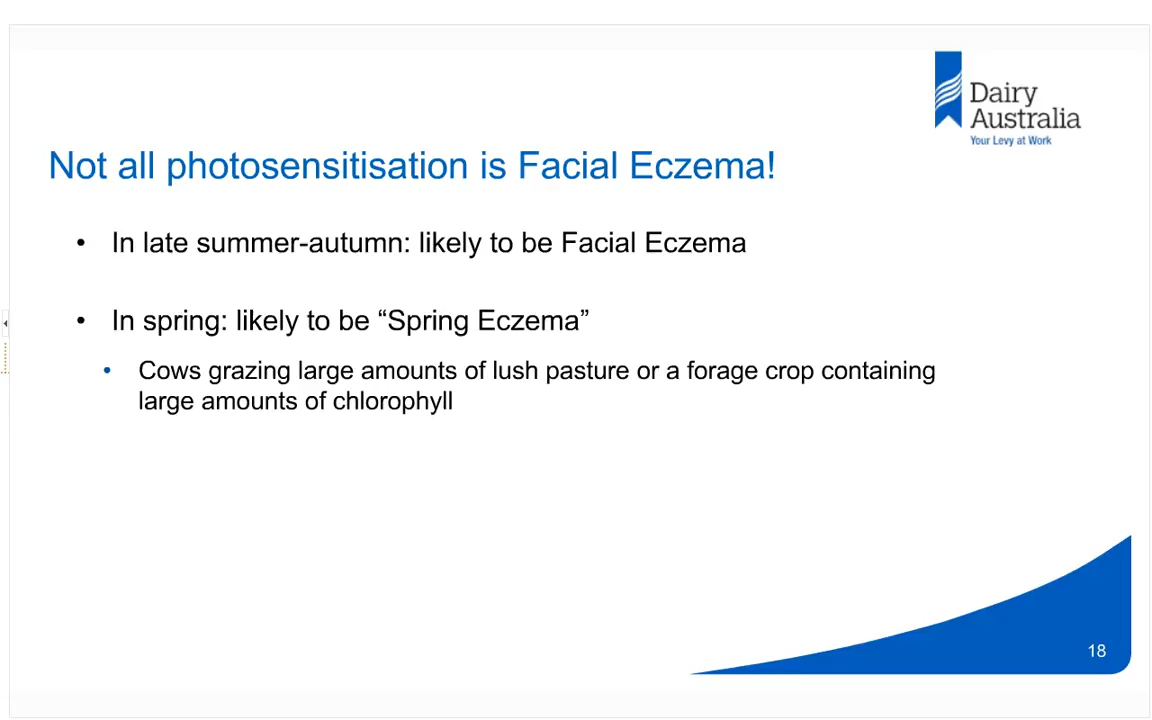 Dairy
Australia
Your Levy at Work
Not all photosensitisation is Facial Eczema!
• In late summer-autumn: likely to be Facial Eczema
• In spring: likely to be “Spring Eczema”
• Cows grazing large amounts of lush pasture or a forage crop containing
large amounts of chlorophyll
18